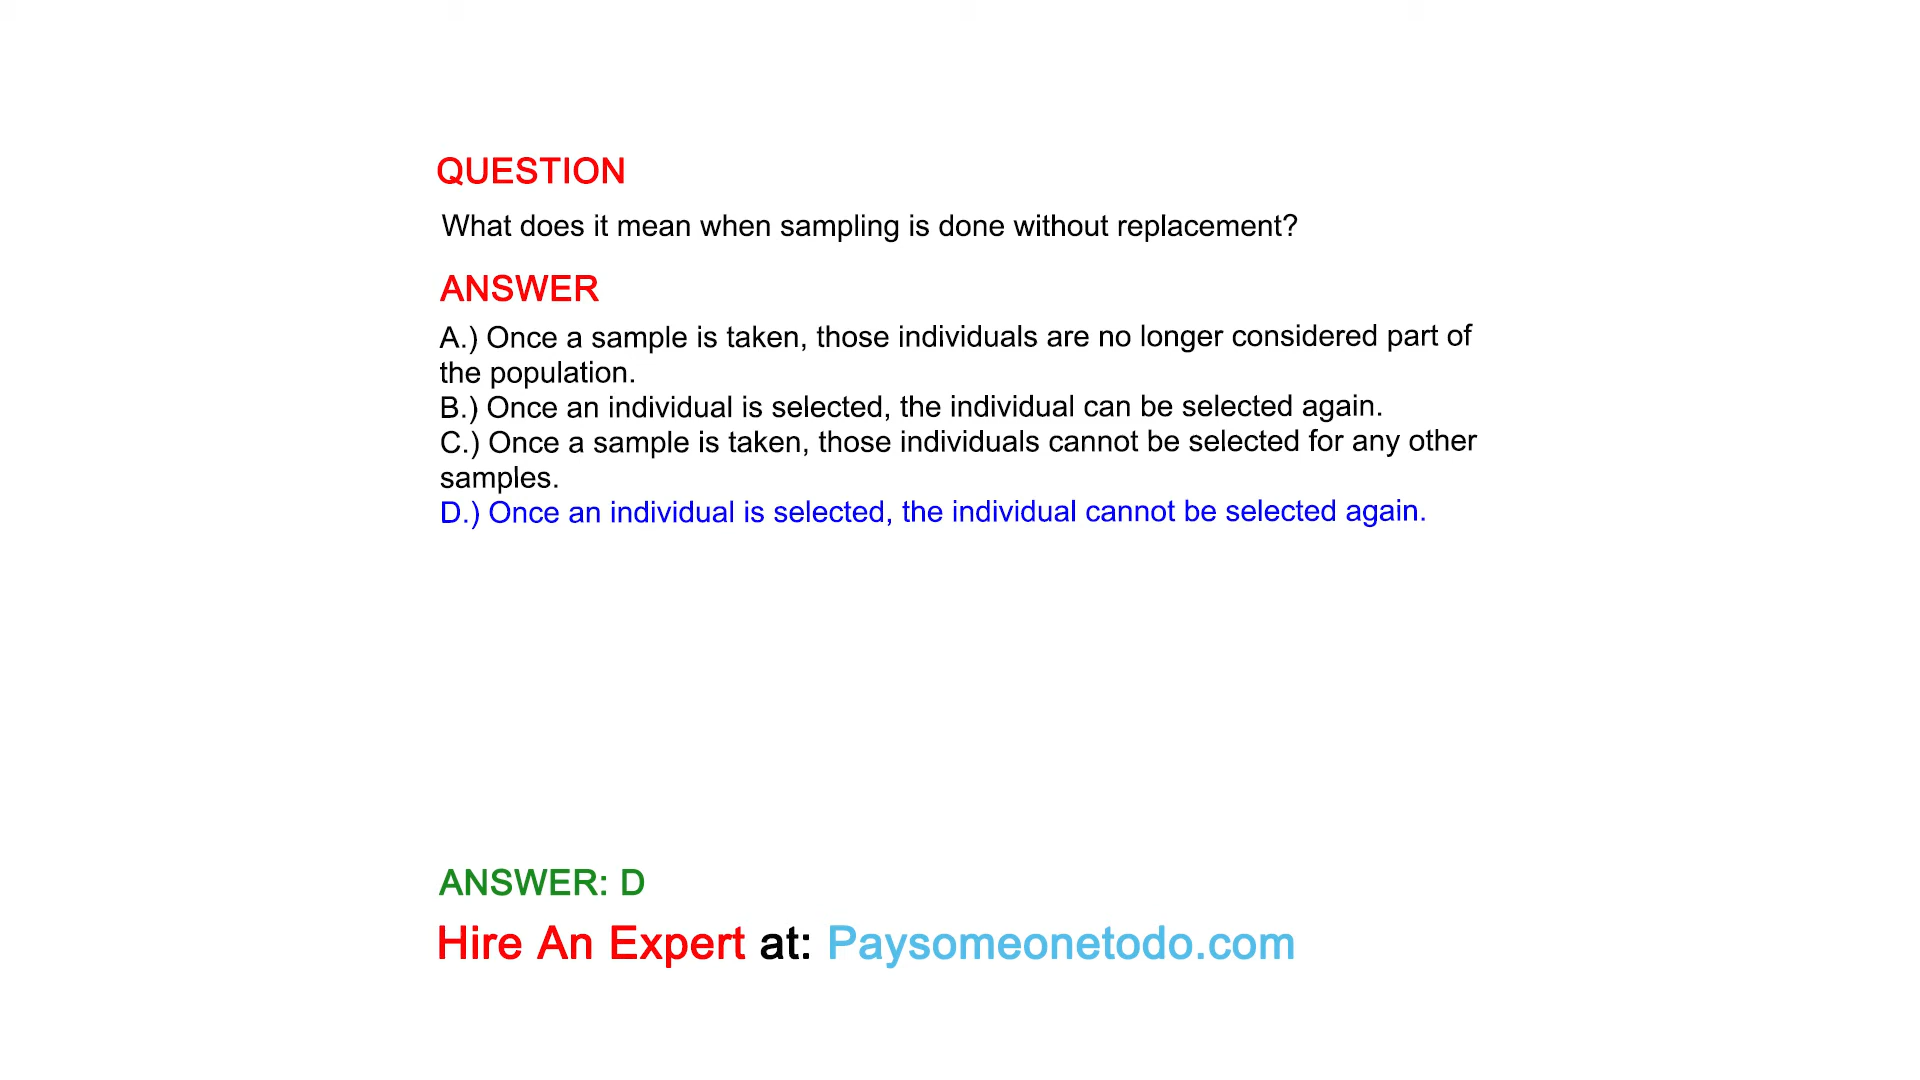 QUESTION
What does it mean when sampling is done without replacement?
ANSWER
A.) Once a sample is taken, those individuals are no longer considered part of
the population.
B.) Once an individual is selected, the individual can be selected again.
C.) Once a sample is taken, those individuals cannot be selected for any other
samples.
D.) Once an individual is selected, the individual cannot be selected again.
ANSWER: D
Hire An Expert at: Paysomeonetodo.com